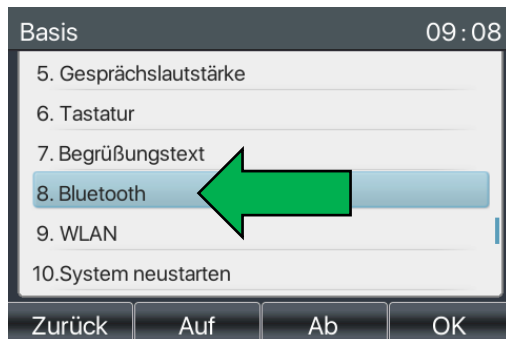 Basis 09:08
5. Gesprächslautstärke
6. Tastatur
7. Begrüßungstext
8. Bluetooth
9. WLAN
10.System neustarten
Zurück Auf Ab OK